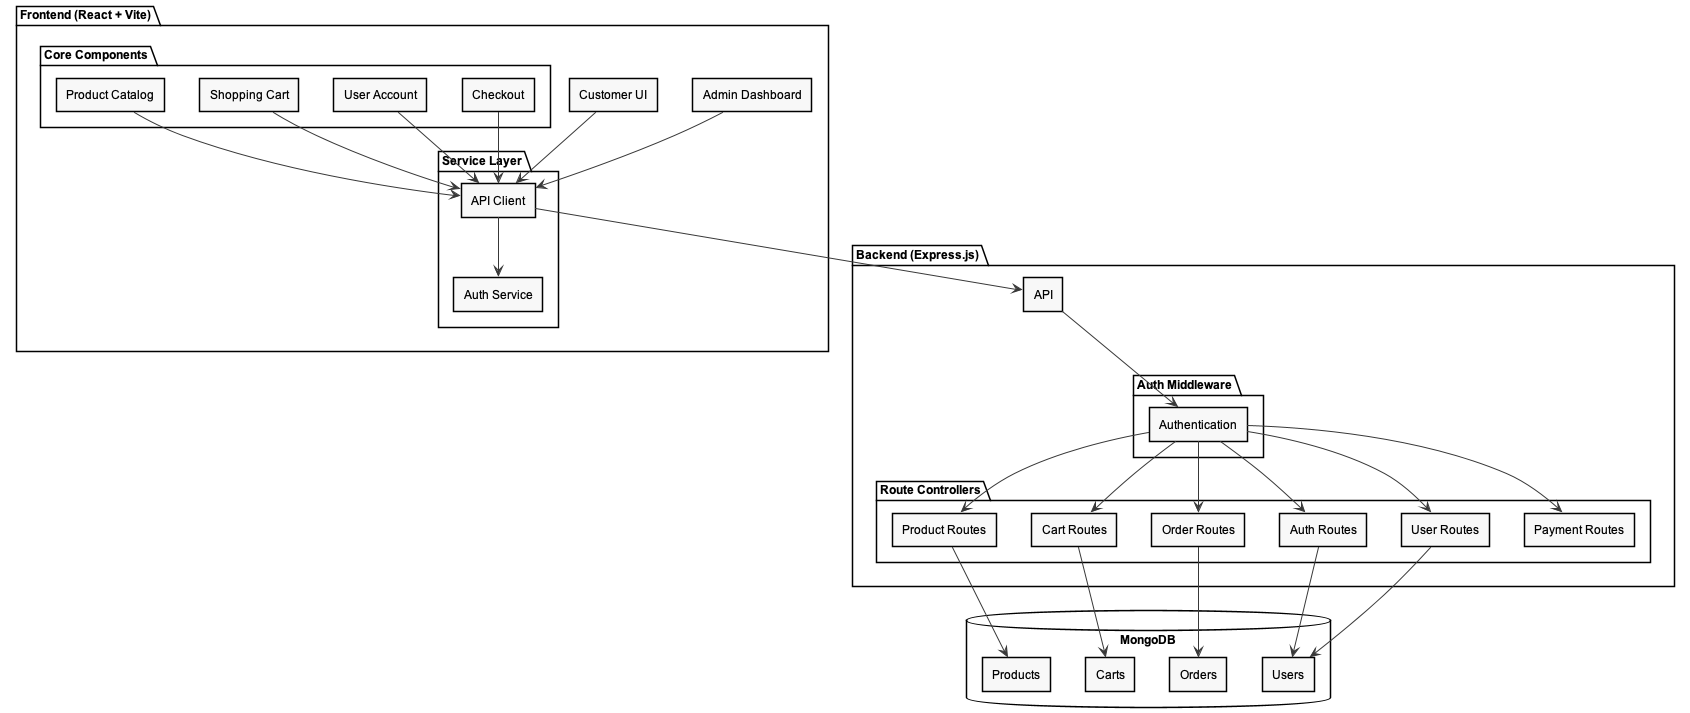 Frontend (React + Vite)
Core Components
Product Catalog
Shopping Cart
User Account
Checkout
Customer UI
Admin Dashboard
Service Layer
API Client
Auth Service
Backend (Express.js)
API
Auth Middleware
Authentication
Route Controllers
Product Routes
Cart Routes
Order Routes
Auth Routes
User Routes
Payment Routes
MongoDB
Products
Carts
Orders
Users